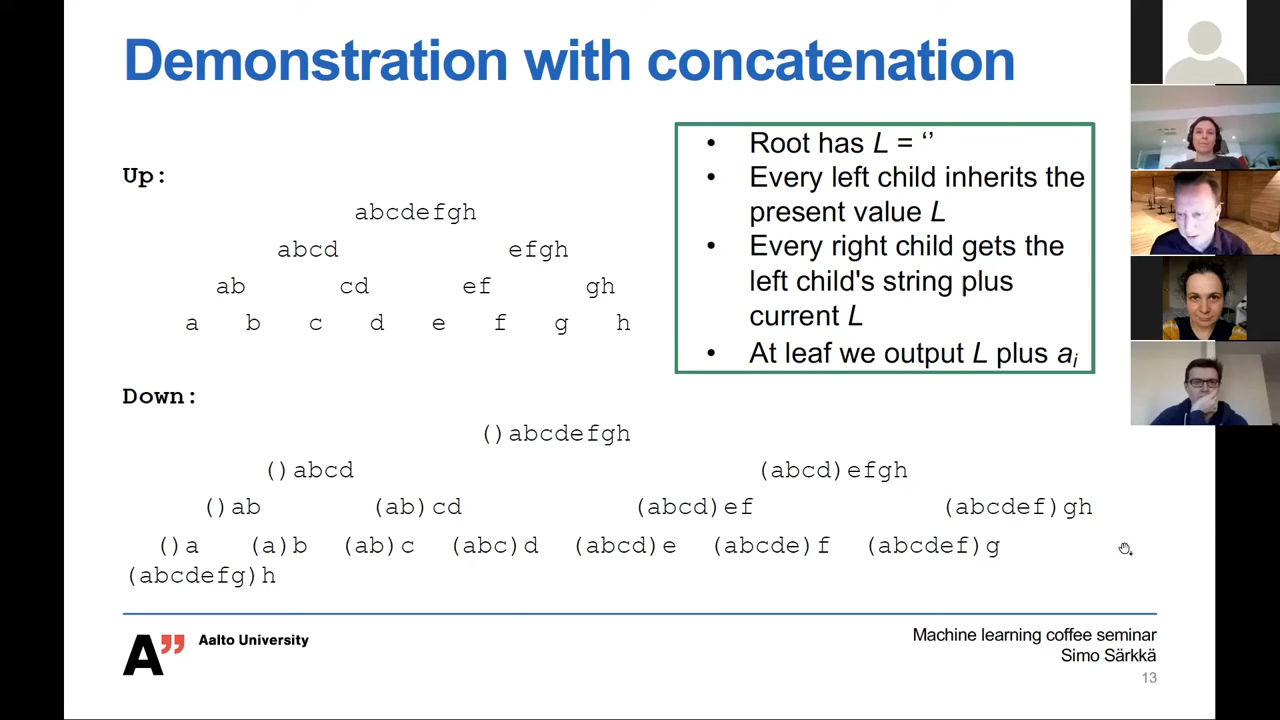 Demonstration with concatenation
Up:
abcdefgh
abcd efgh
ab cd ef gh
a b c d e f g h
• Root has L = ‘’
• Every left child inherits the
present value L
• Every right child gets the
left child's string plus
current L
• At leaf we output L plus ai
Down:
()abcdefgh
()abcd (abcd)efgh
()ab (ab)cd (abcd)ef (abcdef)gh
()a (a)b (ab)c (abc)d (abcd)e (abcde)f (abcdef)g
(abcdefg)h
A”
Aalto University
Machine learning coffee seminar
Simo Särkkä
13